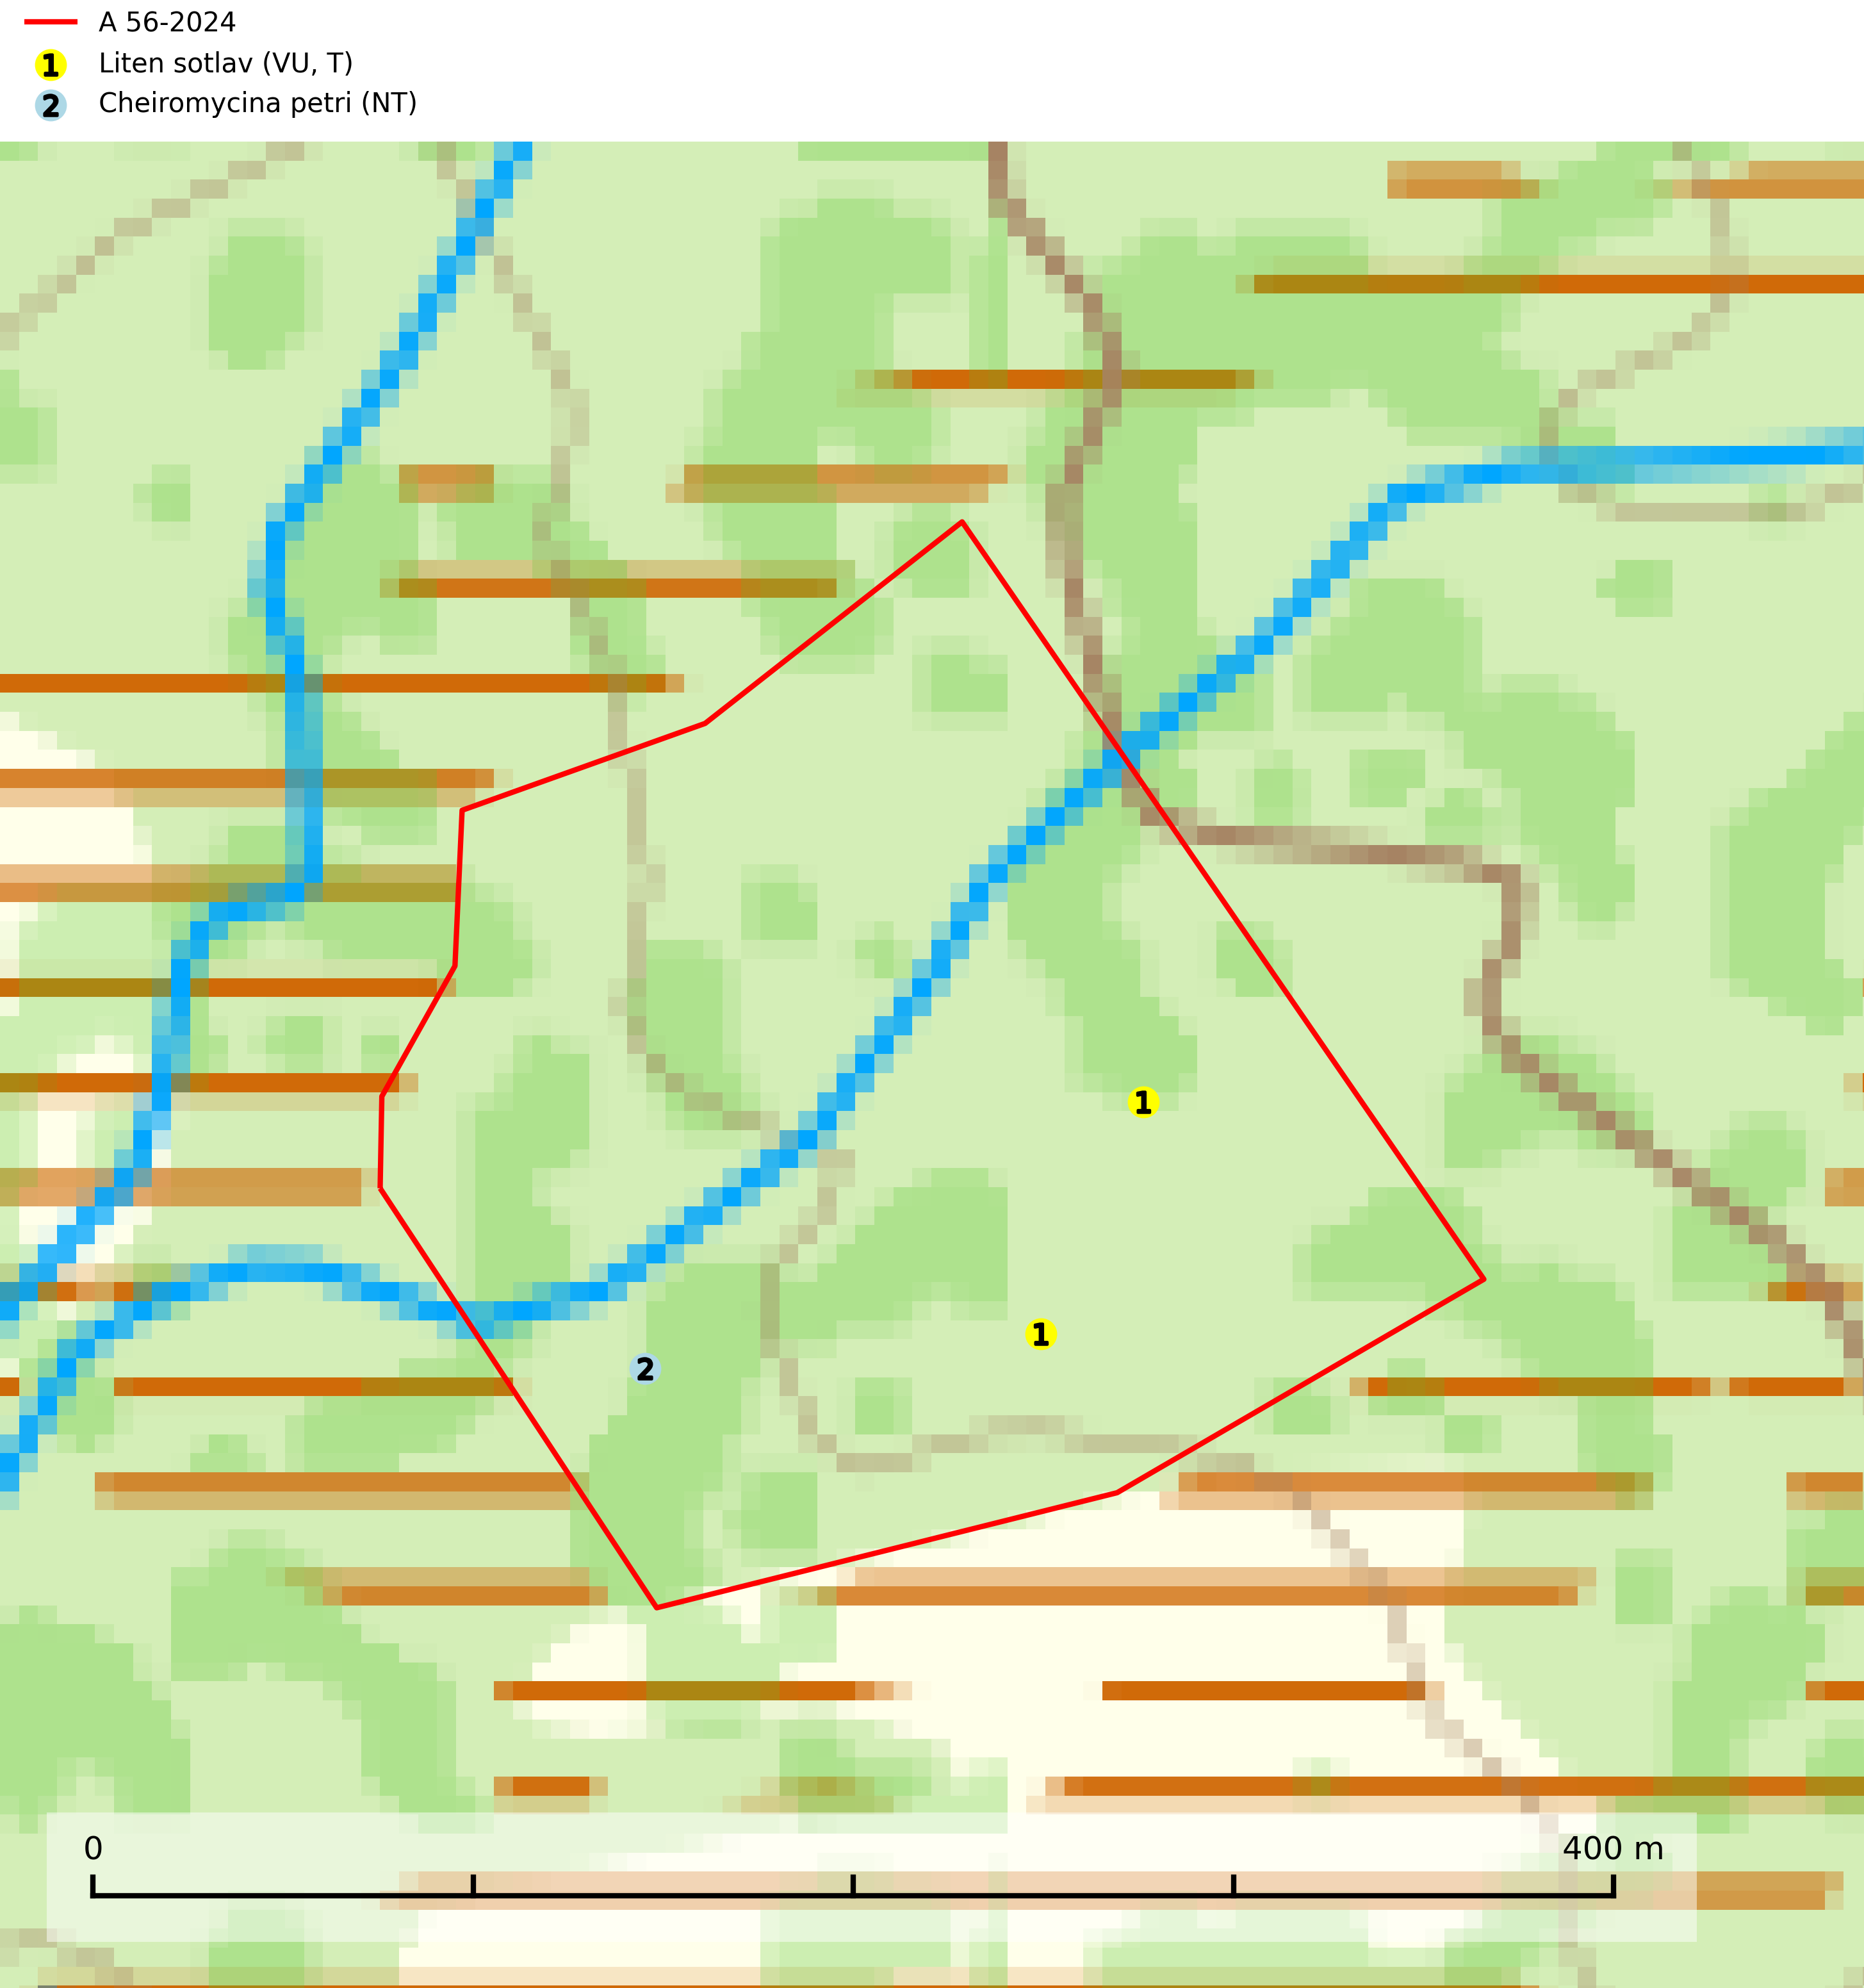 A 56-2024
1 Liten sotlav (VU, T)
2 Cheiromycina petri (NT)
1
1
2
0 400 m